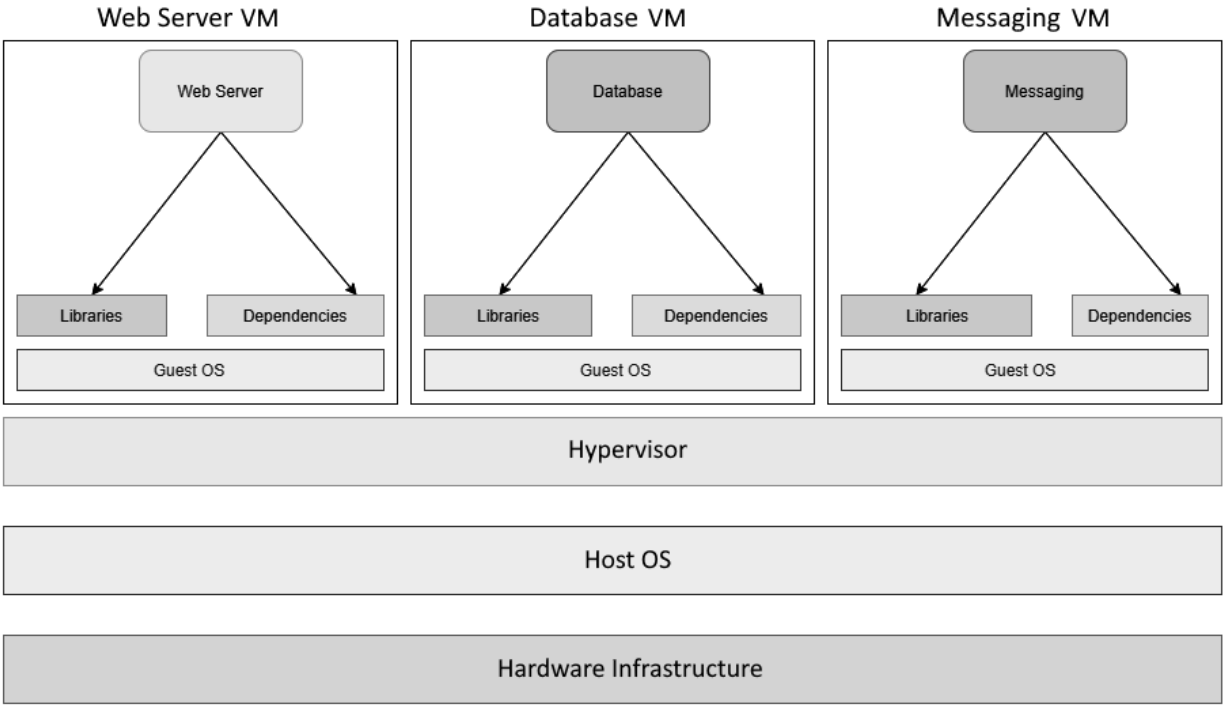 Web Server VM
Database VM
Messaging VM
Web Server
Database
Messaging
Libraries
Dependencies
Libraries
Dependencies
Libraries
Dependencies
Guest OS
Guest OS
Guest OS
Hypervisor
Host OS
Hardware Infrastructure